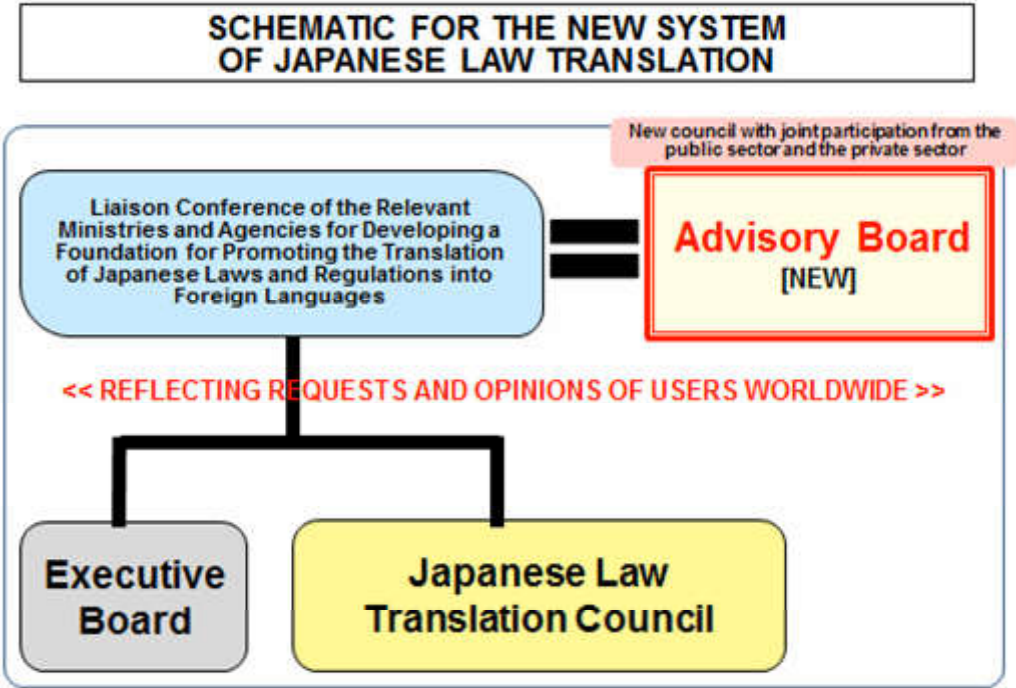 SCHEMATIC FOR THE NEW SYSTEM
OF JAPANESE LAW TRANSLATION
New council with joint participation from the
public sector and the private sector
Liaison Conference of the Relevant
Ministries and Agencies for Developing a
Foundation for Promoting the Translation
of Japanese Laws and Regulations into
Foreign Languages
Advisory Board
[NEW]
<< REFLECTING REQUESTS AND OPINIONS OF USERS WORLDWIDE >>
Executive
Board
Japanese Law
Translation Council